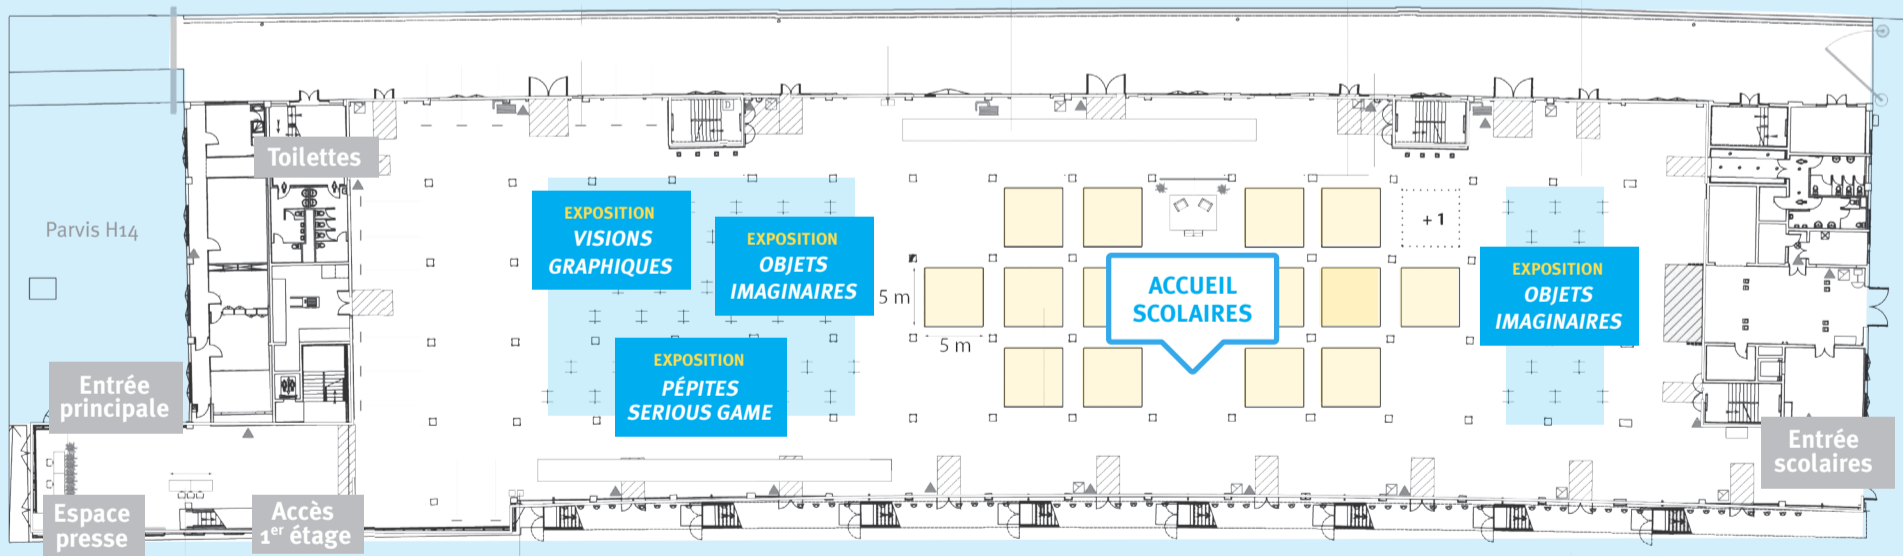 Toilettes
Parvis H14
EXPOSITION
VISIONS
GRAPHIQUES
EXPOSITION
OBJETS
IMAGINAIRES
EXPOSITION
PÉPITES
SERIOUS GAME
5 m
5 m
ACCUEIL
SCOLAIRES
+ 1
EXPOSITION
OBJETS
IMAGINAIRES
Entrée
principale
Entrée
scolaires
Espace
presse
Accès
1er étage